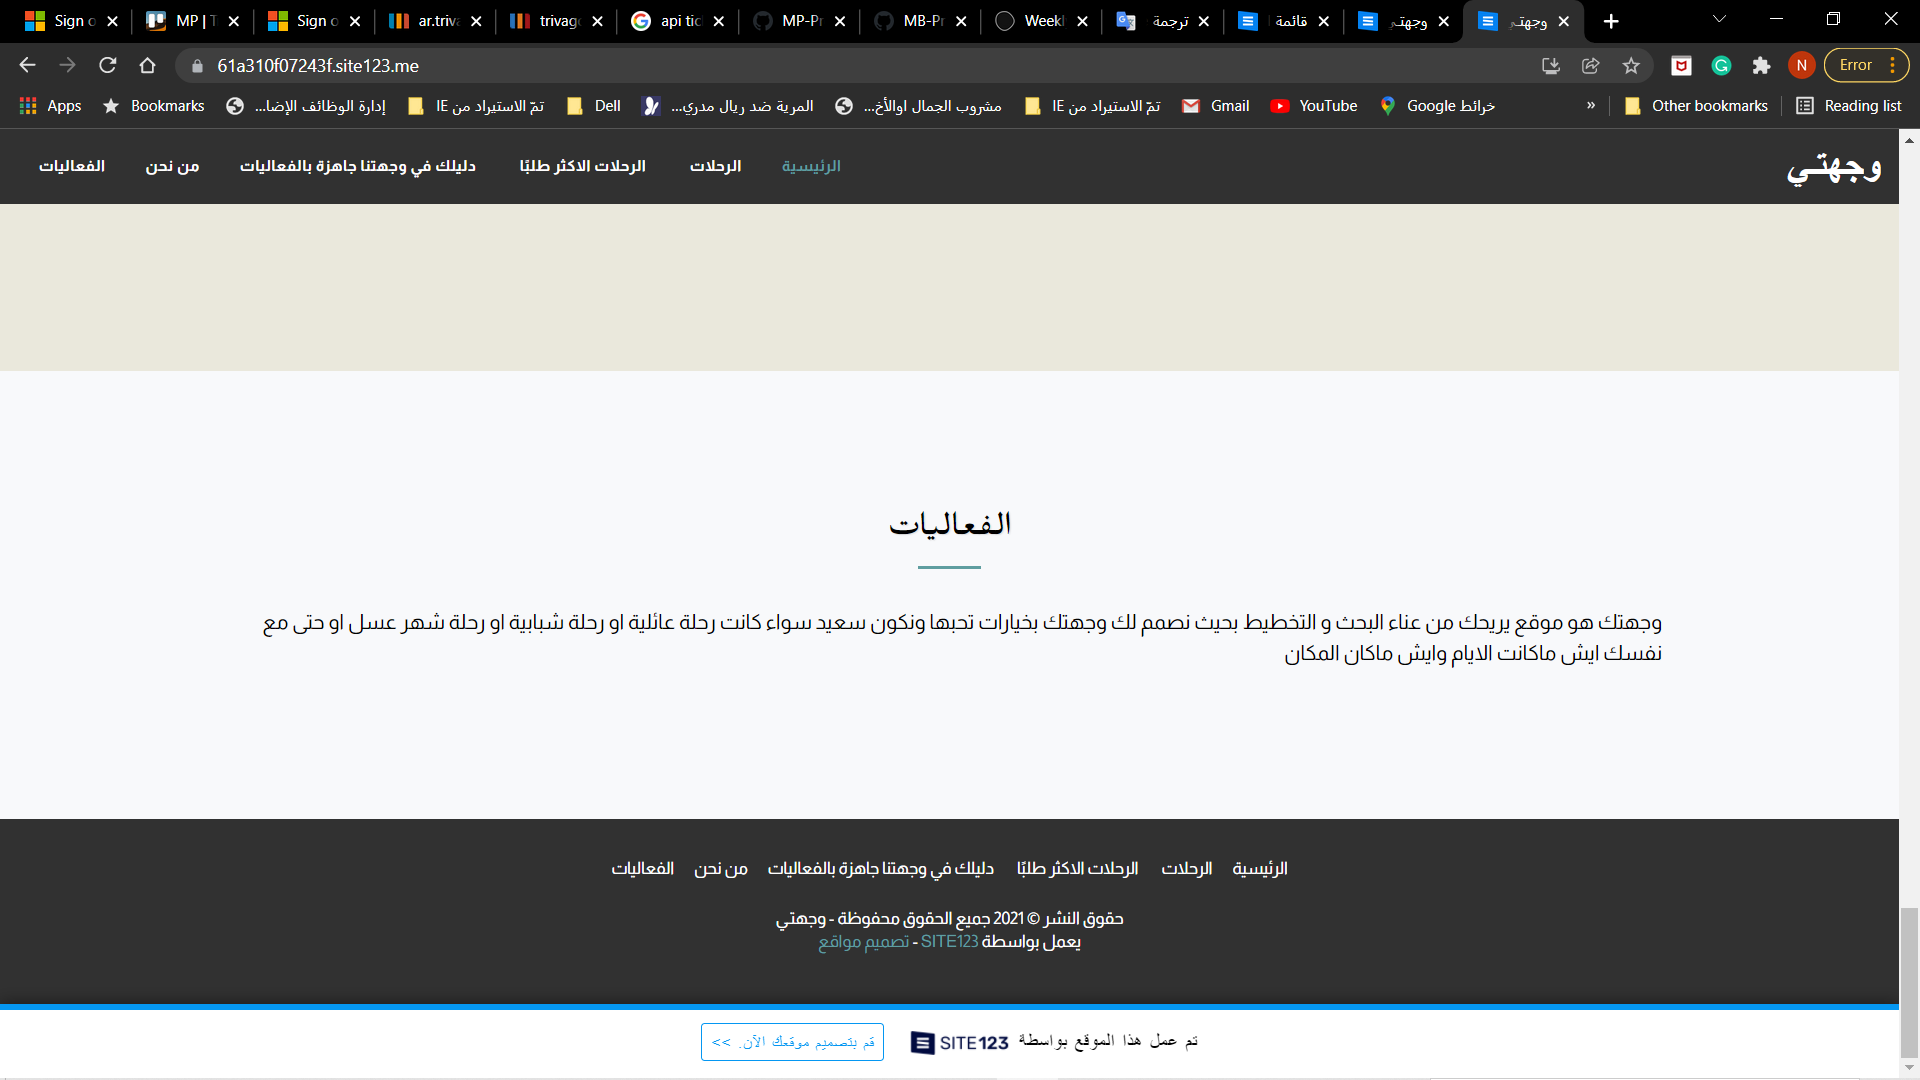 Sign o
MP | T
Sign o
ar.triva
trivago
api tic
MP-Pr
MB-Pr
Weekl
ترجمة
قائمة
وجهتي
وجهتي
61a310f07243f.site123.me
N
Error
Apps
Bookmarks
إدارة الوظائف الإضا...
تمّ الاستيراد من IE
Dell
المرية ضد ريال مدري...
مشروب الجمال اوالأخ...
تمّ الاستيراد من IE
Gmail
YouTube
خرائط Google
»
Other bookmarks
Reading list
وجهتي
الرئيسية
الرحلات
الرحلات الاكثر طلبًا
دليلك في وجهتنا جاهزة بالفعاليات
من نحن
الفعاليات
الفعاليات
وجهتك هو موقع يريحك من عناء البحث و التخطيط بحيث نصمم لك وجهتك بخيارات تحبها ونكون سعيد سواء كانت رحلة عائلية او رحلة شبابية او رحلة شهر عسل او حتى مع
نفسك ايش ماكانت الايام وايش ماكان المكان
الرئيسية الرحلات الرحلات الاكثر طلبًا دليلك في وجهتنا جاهزة بالفعاليات من نحن الفعاليات
حقوق النشر © 2021 جميع الحقوق محفوظة - وجهتي
يعمل بواسطة SITE123 - تصميم مواقع
تم عمل هذا الموقع بواسطة SITE123
قم بتصميم موقعك الآن. >>